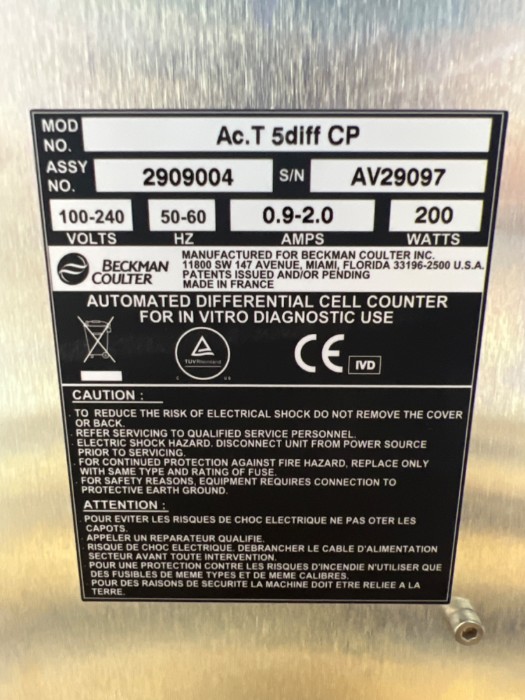 MOD NO. Ac.T 5diff CP
ASSY NO. 2909004 S/N AV29097
100-240 50-60 0.9-2.0 200
VOLTS HZ AMPS WATTS
BECKMAN COULTER
MANUFACTURED FOR BECKMAN COULTER INC.
11800 SW 147 AVENUE, MIAMI, FLORIDA 33196-2500 U.S.A.
PATENTS ISSUED AND/OR PENDING
MADE IN FRANCE
AUTOMATED DIFFERENTIAL CELL COUNTER
FOR IN VITRO DIAGNOSTIC USE
TUVRheinland
CE IVD
CAUTION :
. TO REDUCE THE RISK OF ELECTRICAL SHOCK DO NOT REMOVE THE COVER
OR BACK.
. REFER SERVICING TO QUALIFIED SERVICE PERSONNEL.
. ELECTRIC SHOCK HAZARD. DISCONNECT UNIT FROM POWER SOURCE
PRIOR TO SERVICING.
. FOR CONTINUED PROTECTION AGAINST FIRE HAZARD, REPLACE ONLY
WITH SAME TYPE AND RATING OF FUSE.
. FOR SAFETY REASONS, EQUIPMENT REQUIRES CONNECTION TO
PROTECTIVE EARTH GROUND.
ATTENTION :
. POUR EVITER LES RISQUES DE CHOC ELECTRIQUE NE PAS OTER LES
CAPOTS.
. APPELER UN REPARATEUR QUALIFIE.
. RISQUE DE CHOC ELECTRIQUE. DEBRANCHER LE CABLE D'ALIMENTATION
SECTEUR AVANT TOUTE INTERVENTION.
. POUR UNE PROTECTION CONTRE LES RISQUES D'INCENDIE N'UTILISER QUE
DES FUSIBLES DE MEME TYPES ET DE MEME CALIBRES.
. POUR DES RAISONS DE SECURITE LA MACHINE DOIT ETRE RELIEE A LA
TERRE.